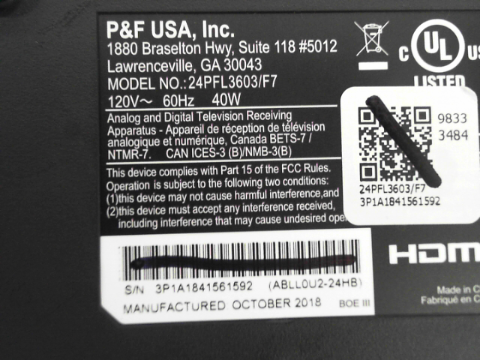 P&F USA, Inc.
1880 Braselton Hwy, Suite 118 #5012
Lawrenceville, GA 30043
MODEL NO.:24PFL3603/F7
120V~ 60Hz 40W
C UL US
LISTED
Analog and Digital Television Receiving
Apparatus - Appareil de réception de télévision
analogique et numérique, Canada BETS-7 /
NTMR-7. CAN ICES-3 (B)/NMB-3(B)
This device complies with Part 15 of the FCC Rules.
Operation is subject to the following two conditions:
(1)this device may not cause harmful interference,and
(2)this device must accept any interference received,
including interference that may cause undesired ope
9833
3484
24PFL3603/F7
3P1A1841561592
HDM
S/N 3P1A1841561592 (ABLL0U2-24HB)
MANUFACTURED OCTOBER 2018 BOE III
Made in C
Fabriqué en C